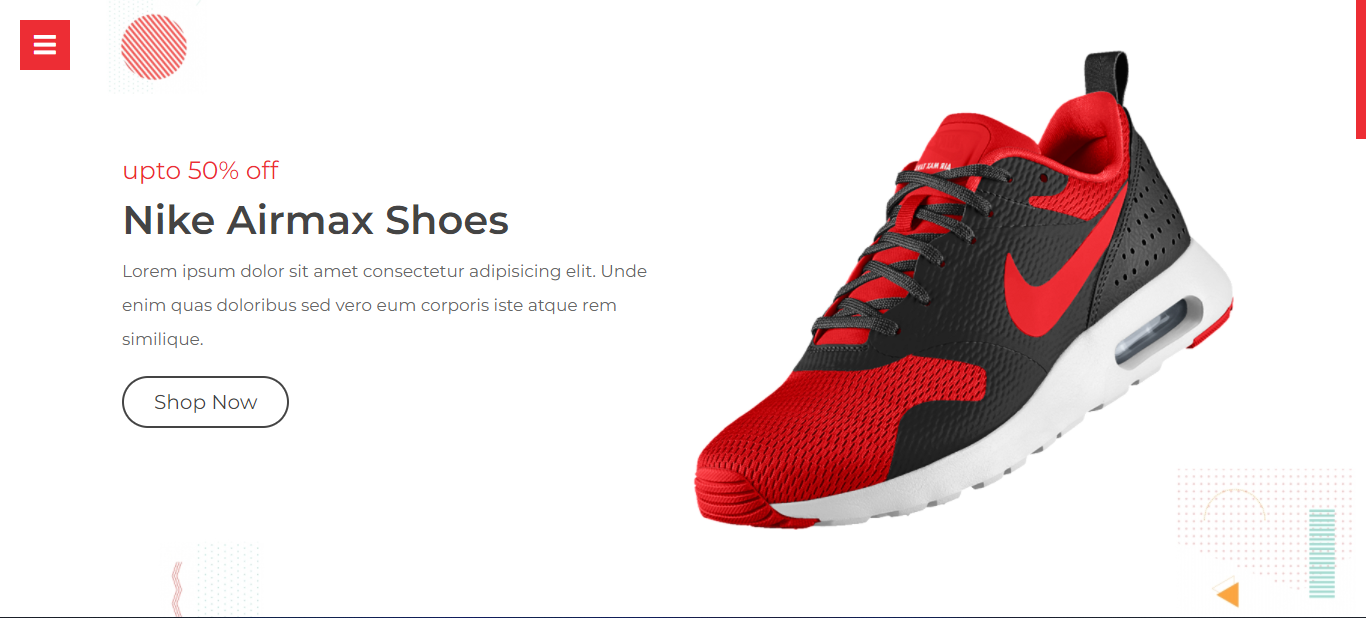 upto 50% off
Nike Airmax Shoes
Lorem ipsum dolor sit amet consectetur adipisicing elit. Unde
enim quas doloribus sed vero eum corporis iste atque rem
similique.
Shop Now